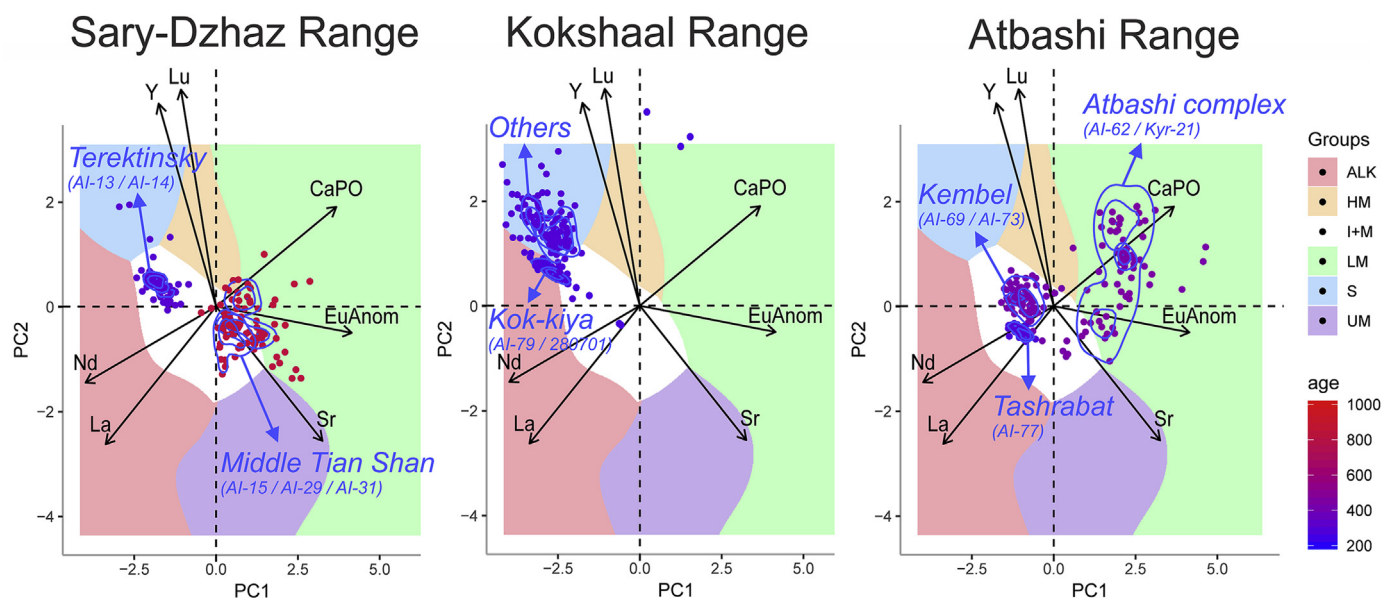 Sary-Dzhaz Range
Kokshaal Range
Atbashi Range
Y
Lu
Terektinsky
(AI-13 / AI-14)
CaPO
EuAnom
Nd
La
Sr
Middle Tian Shan
(AI-15 / AI-29 / AI-31)
PC2
2
0
−2
−4
−2.5
0.0
2.5
5.0
PC1
Y
Lu
Others
CaPO
EuAnom
Kok-kiya
(AI-79 / 280701)
Nd
La
Sr
PC2
2
0
−2
−4
−2.5
0.0
2.5
5.0
PC1
Y
Lu
Atbashi complex
(AI-62 / Kyr-21)
Kembel
(AI-69 / AI-73)
CaPO
EuAnom
Nd
La
Sr
Tashrabat
(AI-77)
PC2
2
0
−2
−4
−2.5
0.0
2.5
5.0
PC1
Groups
ALK
HM
I+M
LM
S
UM
age
1000
800
600
400
200